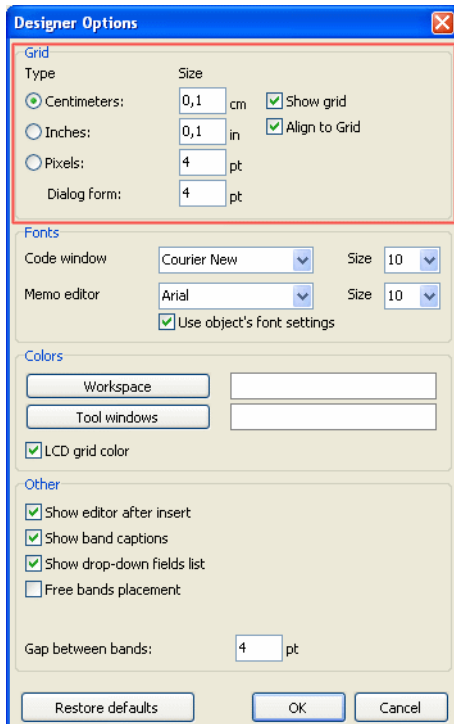 Designer Options
Grid
Type Size
Centimeters: 0,1 cm Show grid
Inches: 0,1 in Align to Grid
Pixels: 4 pt
Dialog form: 4 pt
Fonts
Code window Courier New Size 10
Memo editor Arial Size 10
Use object's font settings
Colors
Workspace
Tool windows
LCD grid color
Other
Show editor after insert
Show band captions
Show drop-down fields list
Free bands placement
Gap between bands: 4 pt
Restore defaults OK Cancel